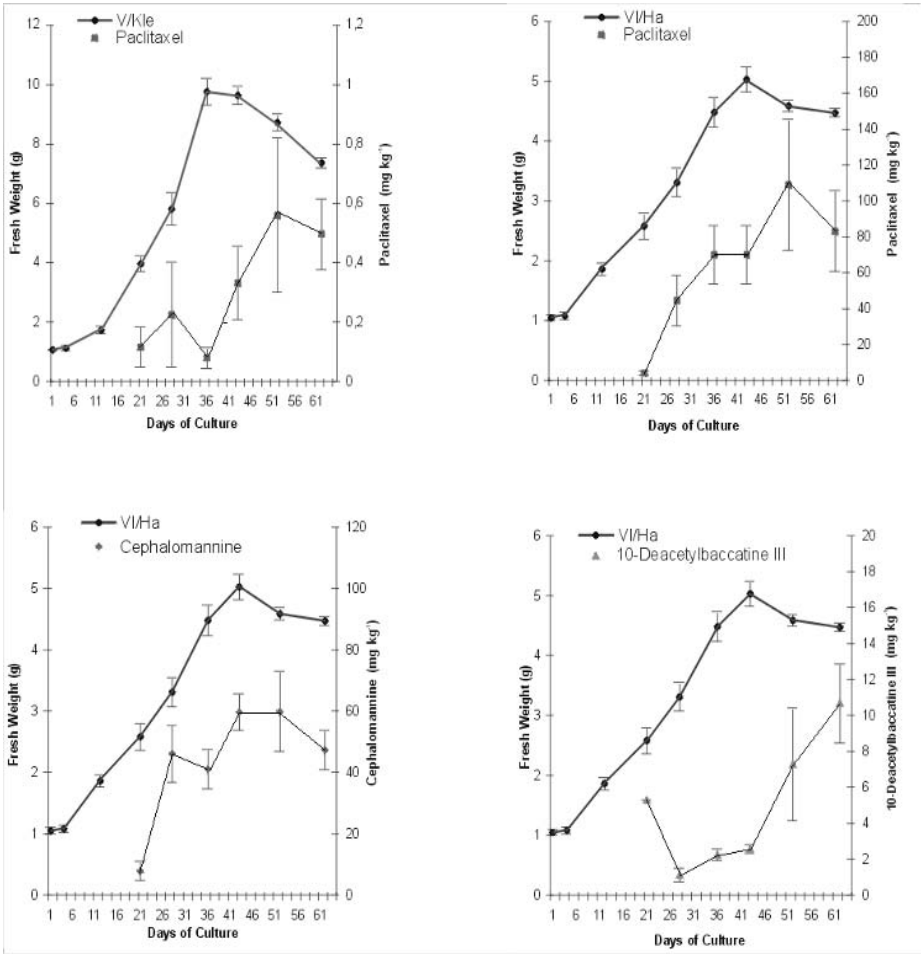 V/Kle
Paclitaxel
Fresh Weight (g)
12
10
8
6
4
2
0
1
0,8
0,6
0,4
0,2
0
Paclitaxel (mg kg⁻¹)
1 6 11 16 21 26 31 36 41 46 51 56 61
Days of Culture
VI/Ha
Paclitaxel
Fresh Weight (g)
6
5
4
3
2
1
0
200
180
160
140
120
100
80
60
40
20
0
Paclitaxel (mg kg⁻¹)
1 6 11 16 21 26 31 36 41 46 51 56 61
Days of Culture
VI/Ha
Cephalomannine
Fresh Weight (g)
6
5
4
3
2
1
0
120
100
80
60
40
20
0
Cephalomannine (mg kg⁻¹)
1 6 11 16 21 26 31 36 41 46 51 56 61
Days of Culture
VI/Ha
10-Deacetylbaccatine III
Fresh Weight (g)
6
5
4
3
2
1
0
20
18
16
14
12
10
8
6
4
2
0
10-Deacetylbaccatine III (mg kg⁻¹)
1 6 11 16 21 26 31 36 41 46 51 56 61
Days of Culture